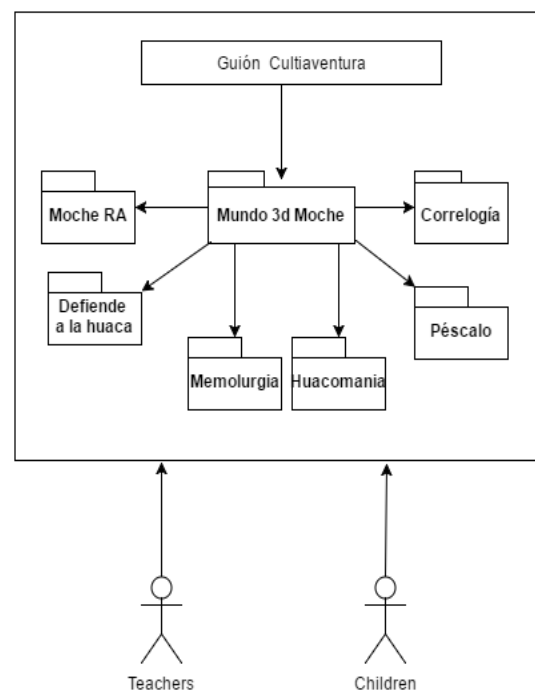 Guión Cultiaventura
Moche RA
Mundo 3d Moche
Correlogía
Defiende
a la huaca
Péscalo
Memolurgia
Huacomania
Teachers
Children